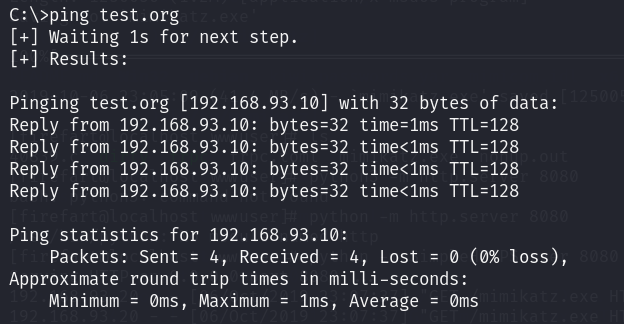 C:\>ping test.org
[+] Waiting 1s for next step.
[+] Results:
Pinging test.org [192.168.93.10] with 32 bytes of data:
Reply from 192.168.93.10: bytes=32 time=1ms TTL=128
Reply from 192.168.93.10: bytes=32 time<1ms TTL=128
Reply from 192.168.93.10: bytes=32 time<1ms TTL=128
Reply from 192.168.93.10: bytes=32 time<1ms TTL=128
Ping statistics for 192.168.93.10:
    Packets: Sent = 4, Received = 4, Lost = 0 (0% loss),
Approximate round trip times in milli-seconds:
    Minimum = 0ms, Maximum = 1ms, Average = 0ms